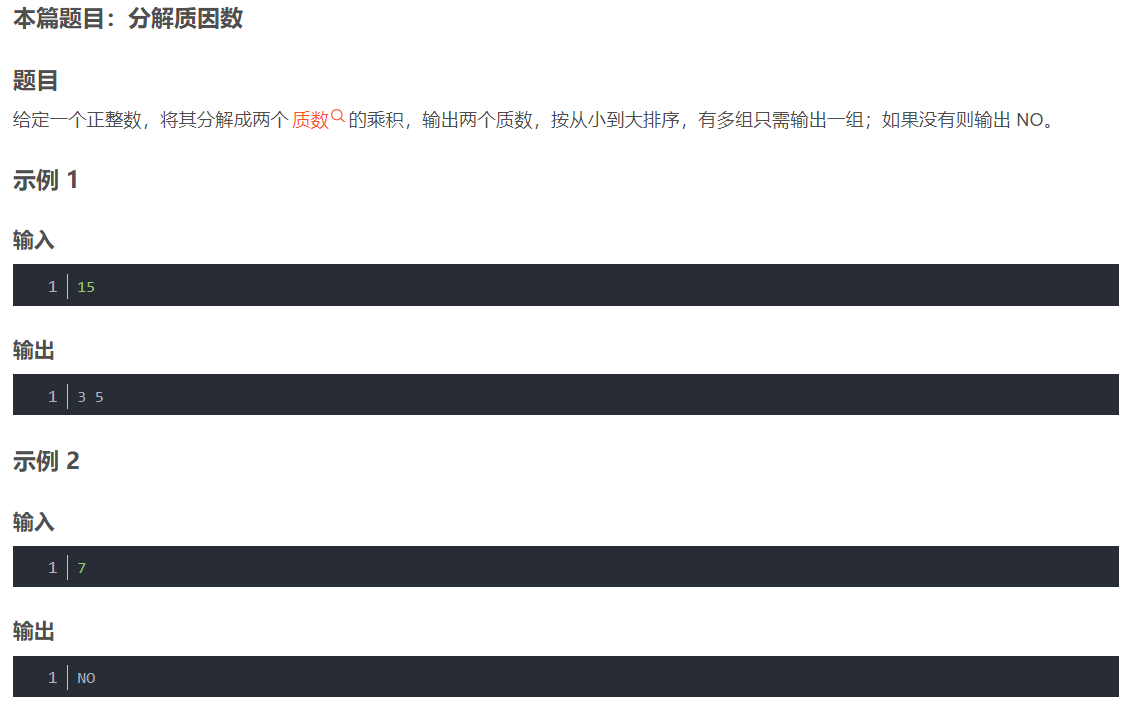 本篇题目：分解质因数
题目
给定一个正整数，将其分解成两个 质数 的乘积，输出两个质数，按从小到大排序，有多组只需输出一组；如果没有则输出 NO。
示例 1
输入
1 15
输出
1 3 5
示例 2
输入
1 7
输出
1 NO